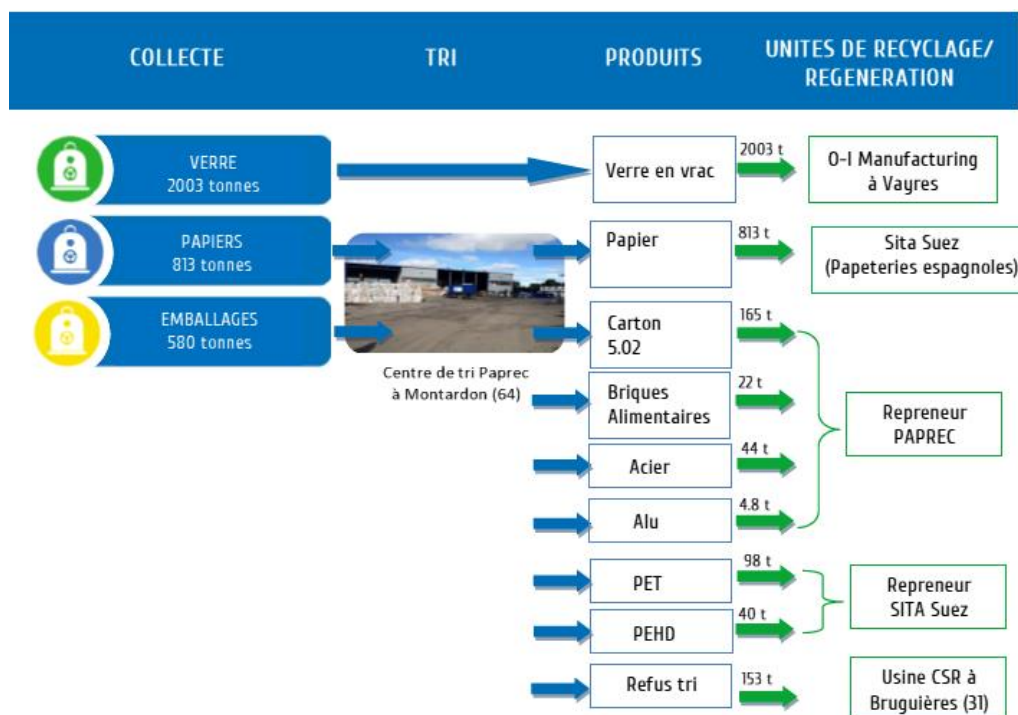 COLLECTE
TRI
PRODUITS
UNITES DE RECYCLAGE/
REGENERATION
VERRE
2003 tonnes
Verre en vrac
2003 t
O-I Manufacturing
à Vayres
PAPIERS
813 tonnes
Papier
813 t
Sita Suez
(Papeteries espagnoles)
EMBALLAGES
580 tonnes
Centre de tri Paprec
à Montardon (64)
Carton
5.02
165 t
Briques
Alimentaires
22 t
Acier
44 t
Alu
4.8 t
Repreneur
PAPREC
PET
98 t
PEHD
40 t
Repreneur
SITA Suez
Refus tri
153 t
Usine CSR à
Bruguières (31)